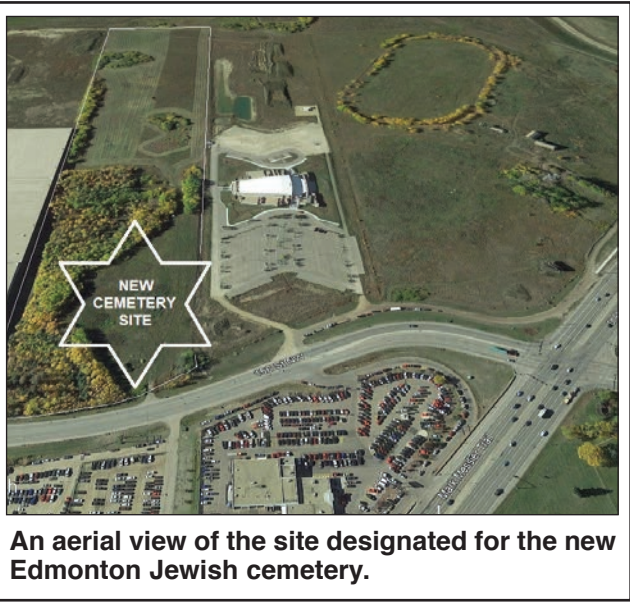 NEW
CEMETERY
SITE
An aerial view of the site designated for the new
Edmonton Jewish cemetery.